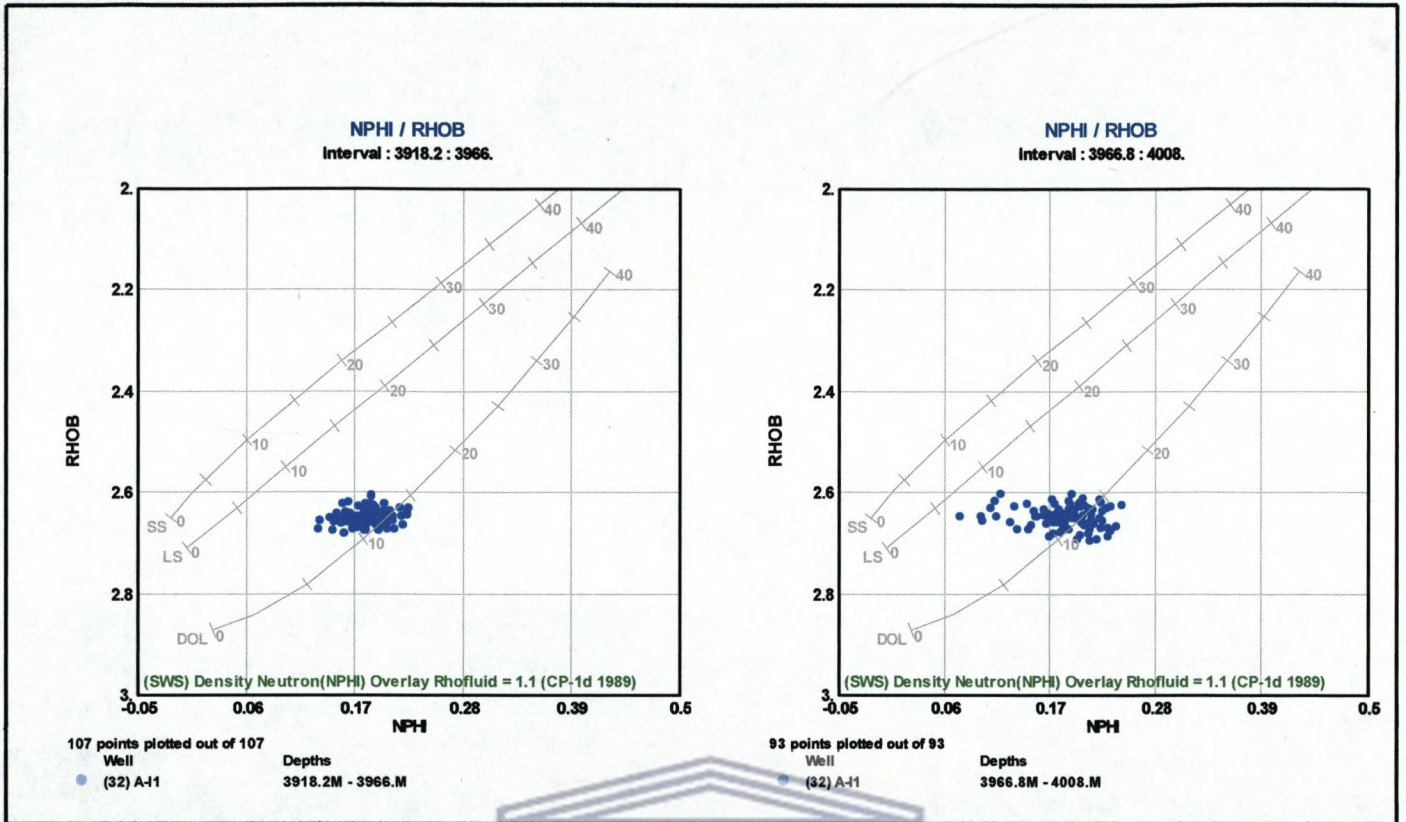 NPHI / RHOB
Interval : 3918.2 : 3966.
2.
2.2
2.4
2.6
2.8
3.
RHOB
40
40
40
30
30
30
20
20
20
10
10
10
SS 0
LS 0
DOL 0
(SWS) Density Neutron(NPHI) Overlay Rhofluid = 1.1 (CP-1d 1989)
-0.05 0.06 0.17 0.28 0.39 0.5
NPHI
107 points plotted out of 107
Well Depths
(32) A-I1 3918.2M - 3966.M
NPHI / RHOB
Interval : 3966.8 : 4008.
2.
2.2
2.4
2.6
2.8
3.
RHOB
40
40
40
30
30
30
20
20
20
10
10
10
SS 0
LS 0
DOL 0
(SWS) Density Neutron(NPHI) Overlay Rhofluid = 1.1 (CP-1d 1989)
-0.05 0.06 0.17 0.28 0.39 0.5
NPHI
93 points plotted out of 93
Well Depths
(32) A-I1 3966.8M - 4008.M